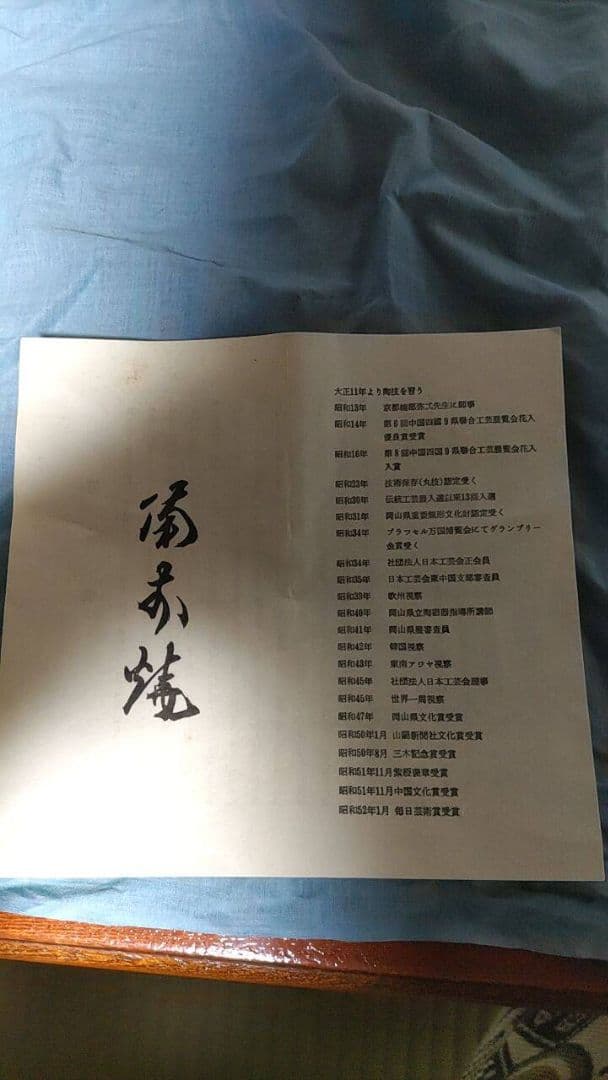 備前焼
大正11年より陶技を習う
昭和13年 京都楠部弥弌先生に師事
昭和14年 第6回中国四國9県聯合工芸展覧会花入
優良賞受賞
昭和16年 第8回中国四国9県聯合工芸展覧会花入
入賞
昭和23年 技術保存(丸技)認定受く
昭和30年 伝統工芸展入選以来13回入選
昭和31年 岡山県重要無形文化財認定受く
昭和34年 ブラッセル万国博覧会にてグランプリー
金賞受く
昭和34年 社団法人日本工芸会正会員
昭和35年 日本工芸会東中国支部審査員
昭和39年 欧州視察
昭和40年 岡山県立陶磁器指導所講師
昭和41年 岡山県展審査員
昭和42年 韓国視察
昭和43年 東南アジヤ視察
昭和45年 社団法人日本工芸会理事
昭和45年 世界一周視察
昭和47年 岡山県文化賞受賞
昭和50年1月 山陽新聞社文化賞受賞
昭和50年8月 三木記念賞受賞
昭和51年11月紫綬褒章受賞
昭和51年11月中国文化賞受賞
昭和52年1月 毎日芸術賞受賞